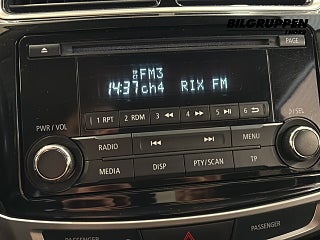 BILGRUPPEN
PAGE
FM3
14:37 ch4 RIX FM
1 RPT 2 RDM 3 4 5 6
PWR / VOL
/ SEL
RADIO MENU
MEDIA DISP PTY/SCAN TP
PASSENGER PASSENGER